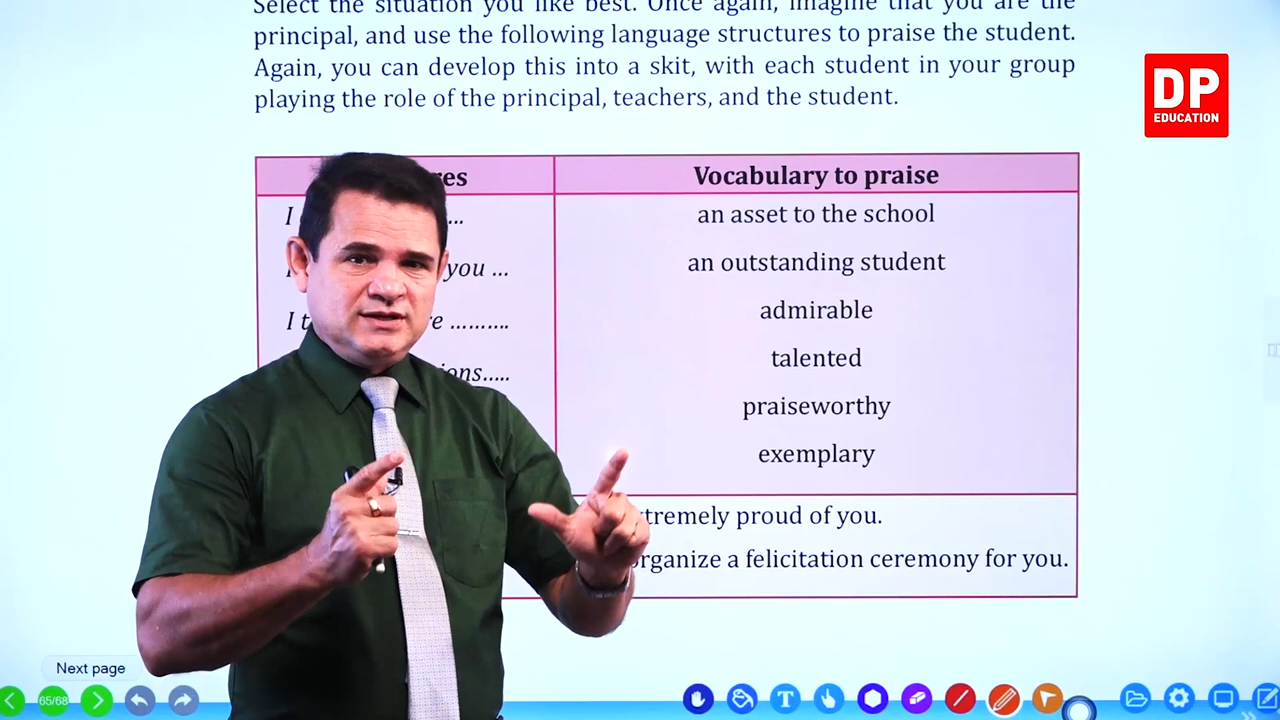 Select the situation you like best. Once again, imagine that you are the
principal, and use the following language structures to praise the student.
Again, you can develop this into a skit, with each student in your group
playing the role of the principal, teachers, and the student.
DP
EDUCATION
Vocabulary to praise
I ...
an asset to the school
you ...
an outstanding student
admirable
I ..........
talented
.....
praiseworthy
exemplary
proud of you.
a felicitation ceremony for you.
Next page
65/68
T